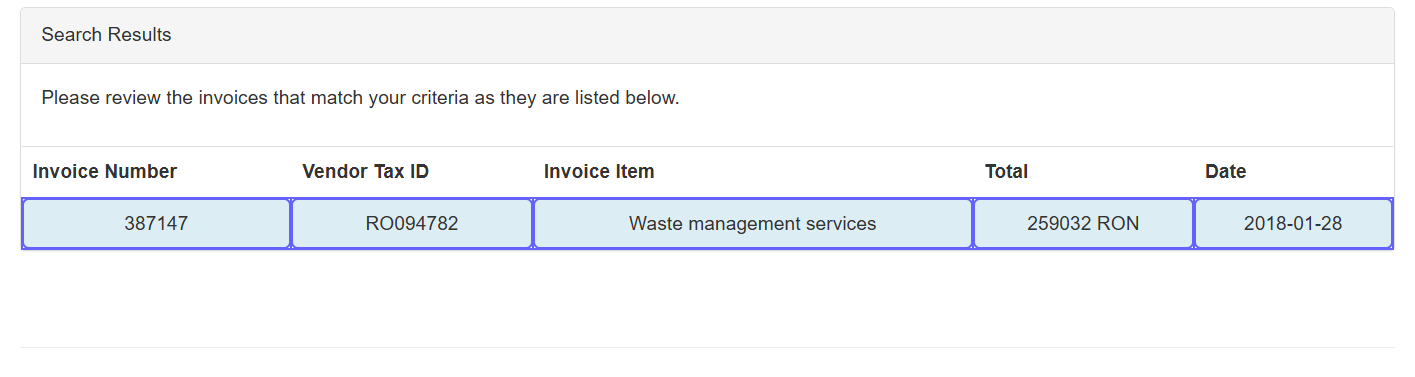 Search Results
Please review the invoices that match your criteria as they are listed below.
Invoice Number Vendor Tax ID Invoice Item Total Date
387147 RO094782 Waste management services 259032 RON 2018-01-28